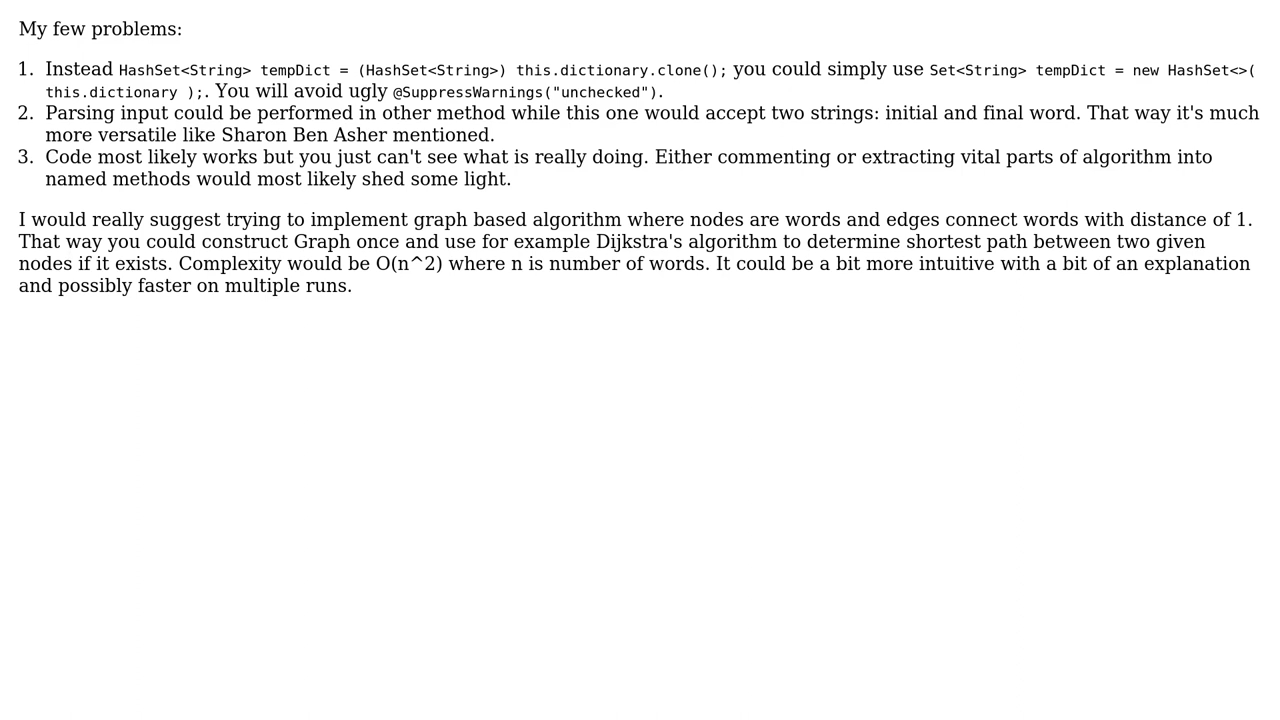 My few problems:
1. Instead HashSet<String> tempDict = (HashSet<String>) this.dictionary.clone(); you could simply use Set<String> tempDict = new HashSet<>(
this.dictionary );. You will avoid ugly @SuppressWarnings("unchecked").
2. Parsing input could be performed in other method while this one would accept two strings: initial and final word. That way it's much
more versatile like Sharon Ben Asher mentioned.
3. Code most likely works but you just can't see what is really doing. Either commenting or extracting vital parts of algorithm into
named methods would most likely shed some light.
I would really suggest trying to implement graph based algorithm where nodes are words and edges connect words with distance of 1.
That way you could construct Graph once and use for example Dijkstra's algorithm to determine shortest path between two given
nodes if it exists. Complexity would be O(n^2) where n is number of words. It could be a bit more intuitive with a bit of an explanation
and possibly faster on multiple runs.